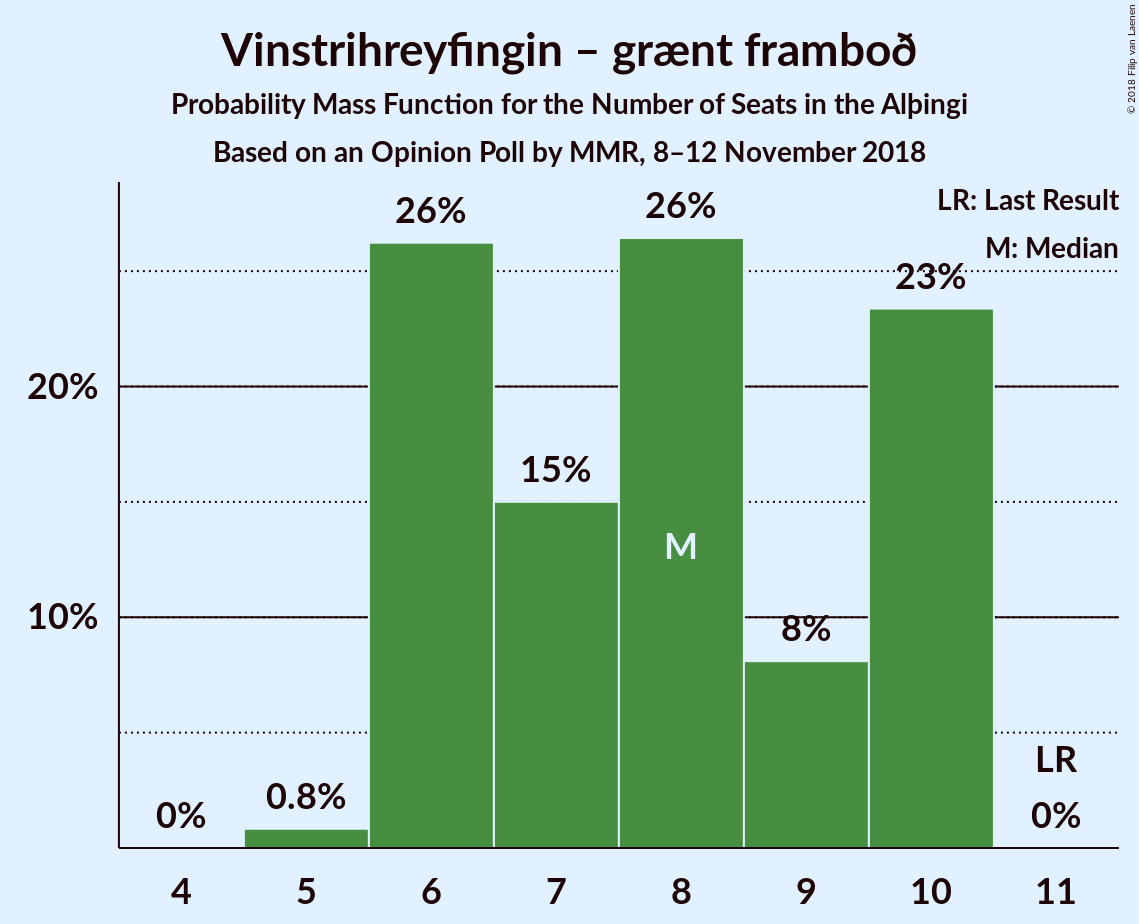 Vinstrihreyfingin – grænt framboð
Probability Mass Function for the Number of Seats in the Alþingi
Based on an Opinion Poll by MMR, 8–12 November 2018
© 2018 Filip van Laenen
LR: Last Result
M: Median
26%
26%
23%
20%
15%
M
10%
8%
LR
0%
0.8%
0%
4
5
6
7
8
9
10
11